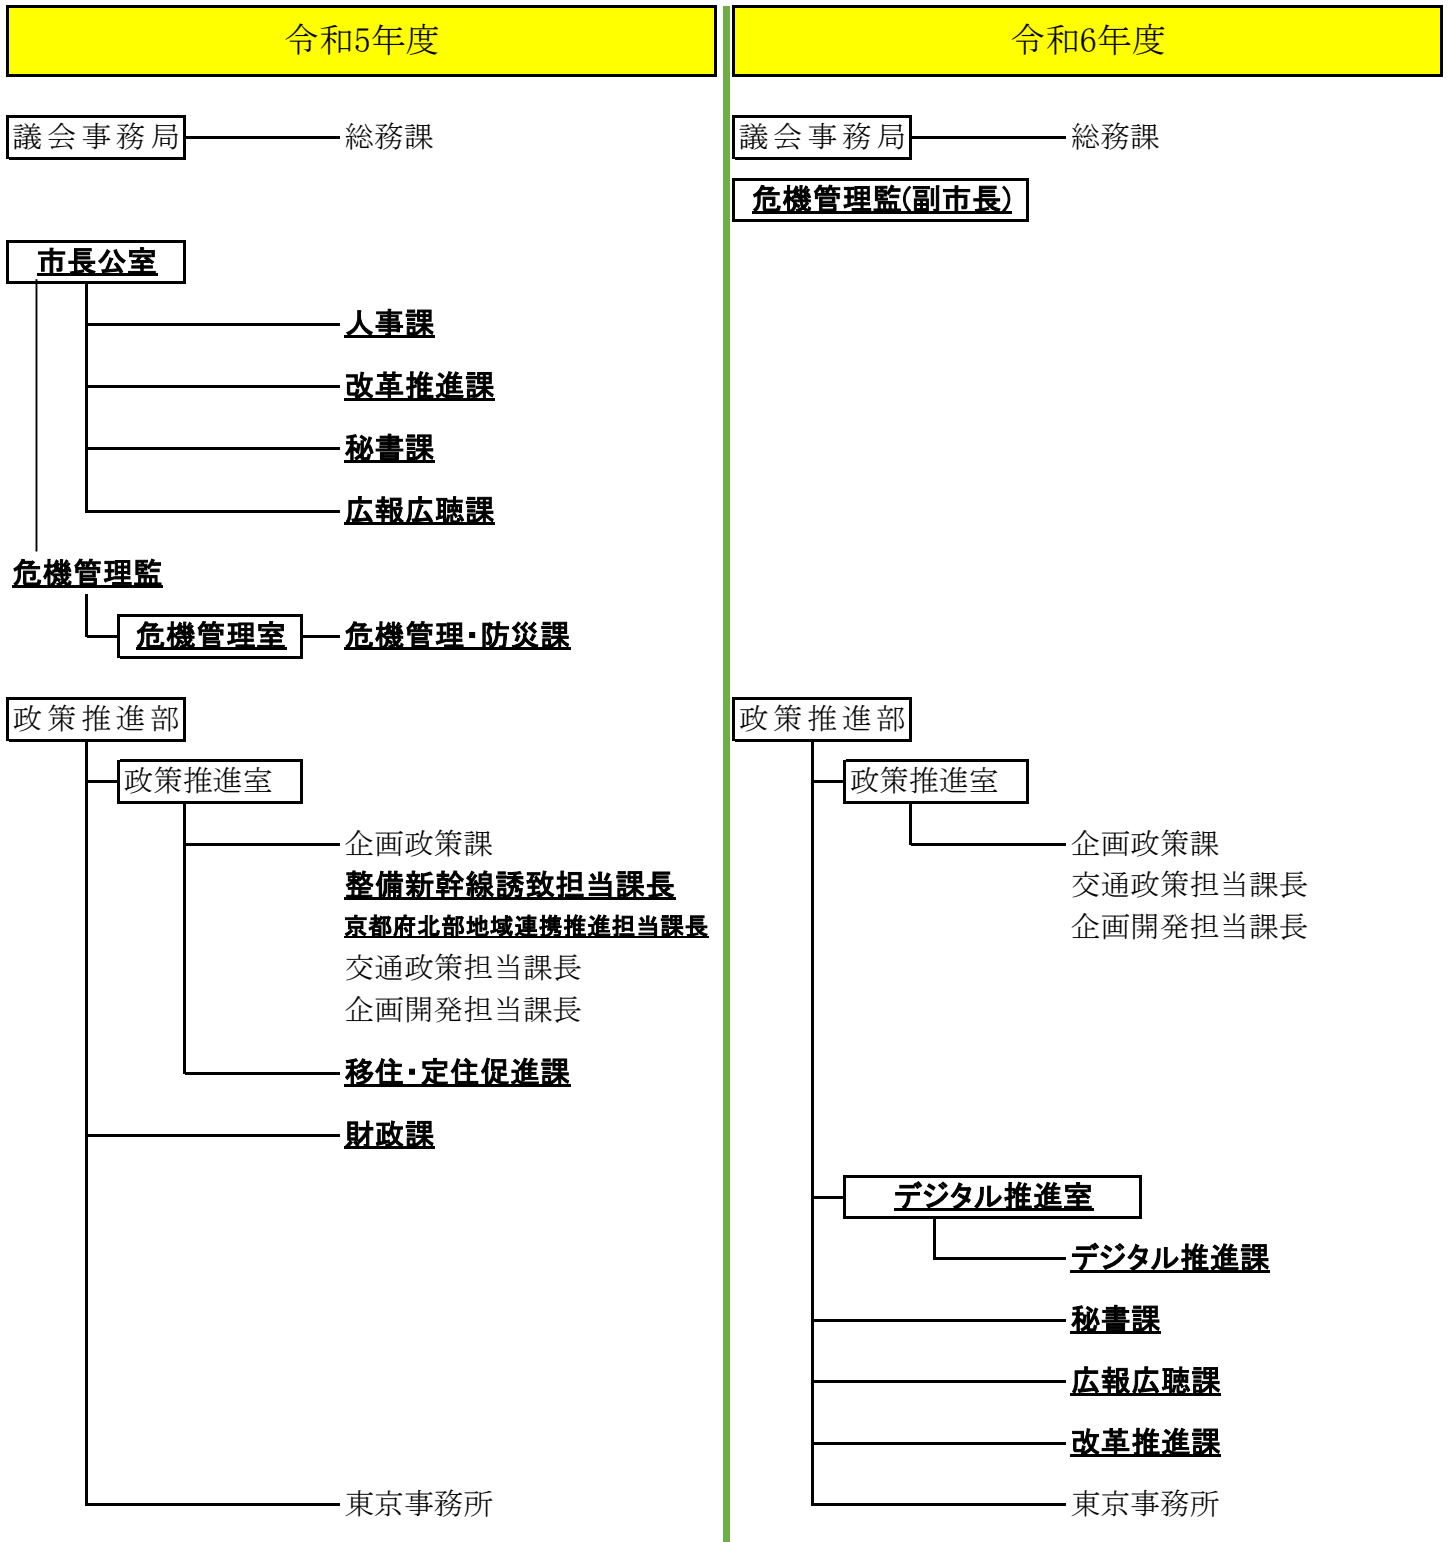 令和5年度
議会事務局 総務課
市長公室
人事課
改革推進課
秘書課
広報広聴課
危機管理監
危機管理室 危機管理・防災課
政策推進部
政策推進室
企画政策課
整備新幹線誘致担当課長
京都府北部地域連携推進担当課長
交通政策担当課長
企画開発担当課長
移住・定住促進課
財政課
東京事務所
令和6年度
議会事務局 総務課
危機管理監(副市長)
政策推進部
政策推進室
企画政策課
交通政策担当課長
企画開発担当課長
デジタル推進室
デジタル推進課
秘書課
広報広聴課
改革推進課
東京事務所